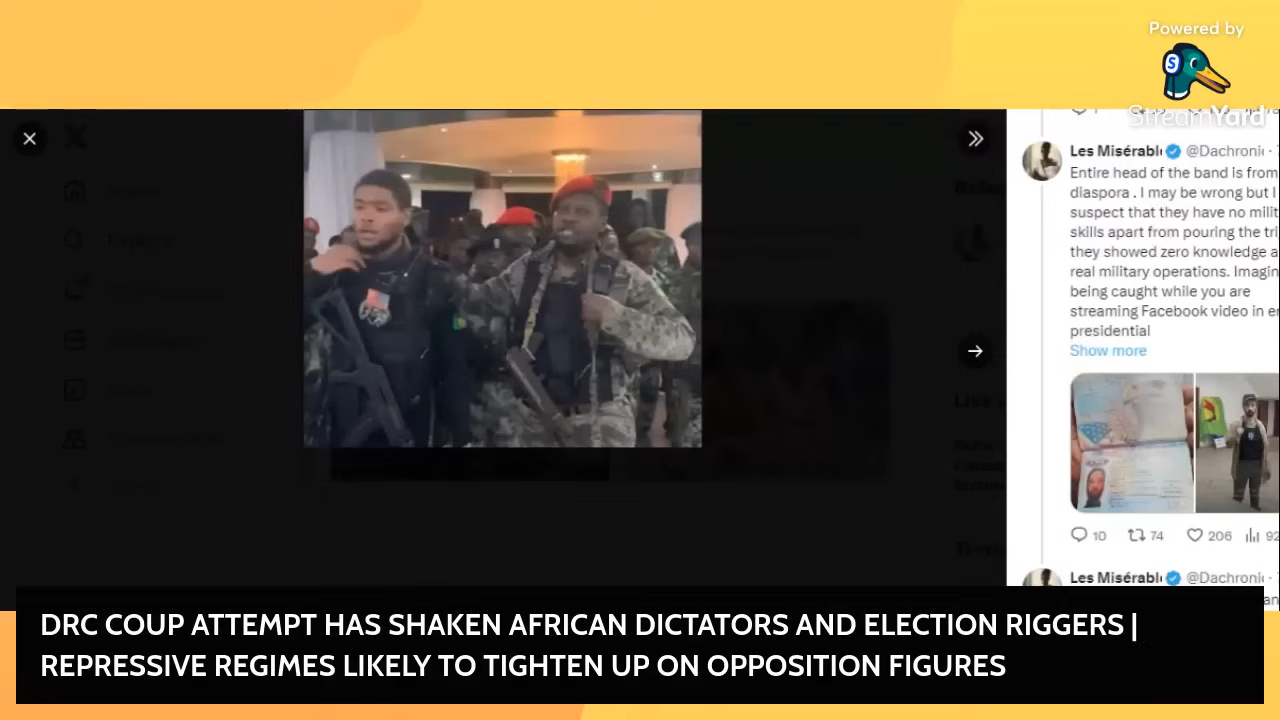 Powered by
StreamYard
Les Misérabl @Dachroni ·
Entire head of the band is from
diaspora . I may be wrong but I
suspect that they have no milit
skills apart from pouring the tri
they showed zero knowledge a
real military operations. Imagin
being caught while you are
streaming Facebook video in e
presidential
Show more
10 74 206 92
Les Misérabl @Dachroni ·
DRC COUP ATTEMPT HAS SHAKEN AFRICAN DICTATORS AND ELECTION RIGGERS |
REPRESSIVE REGIMES LIKELY TO TIGHTEN UP ON OPPOSITION FIGURES